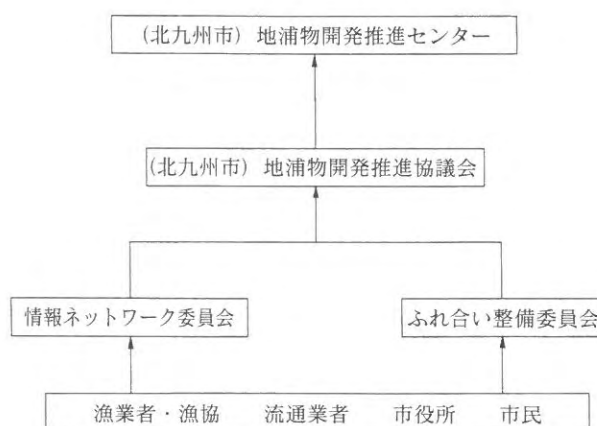 (北九州市) 地浦物開発推進センター
(北九州市) 地浦物開発推進協議会
情報ネットワーク委員会
ふれ合い整備委員会
漁業者・漁協 流通業者 市役所 市民